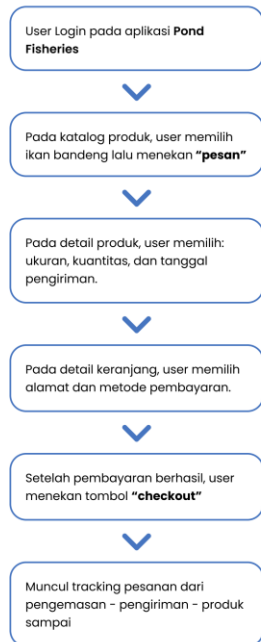 User Login pada aplikasi Pond
Fisheries
Pada katalog produk, user memilih
ikan bandeng lalu menekan “pesan”
Pada detail produk, user memilih:
ukuran, kuantitas, dan tanggal
pengiriman.
Pada detail keranjang, user memilih
alamat dan metode pembayaran.
Setelah pembayaran berhasil, user
menekan tombol “checkout”
Muncul tracking pesanan dari
pengemasan - pengiriman - produk
sampai